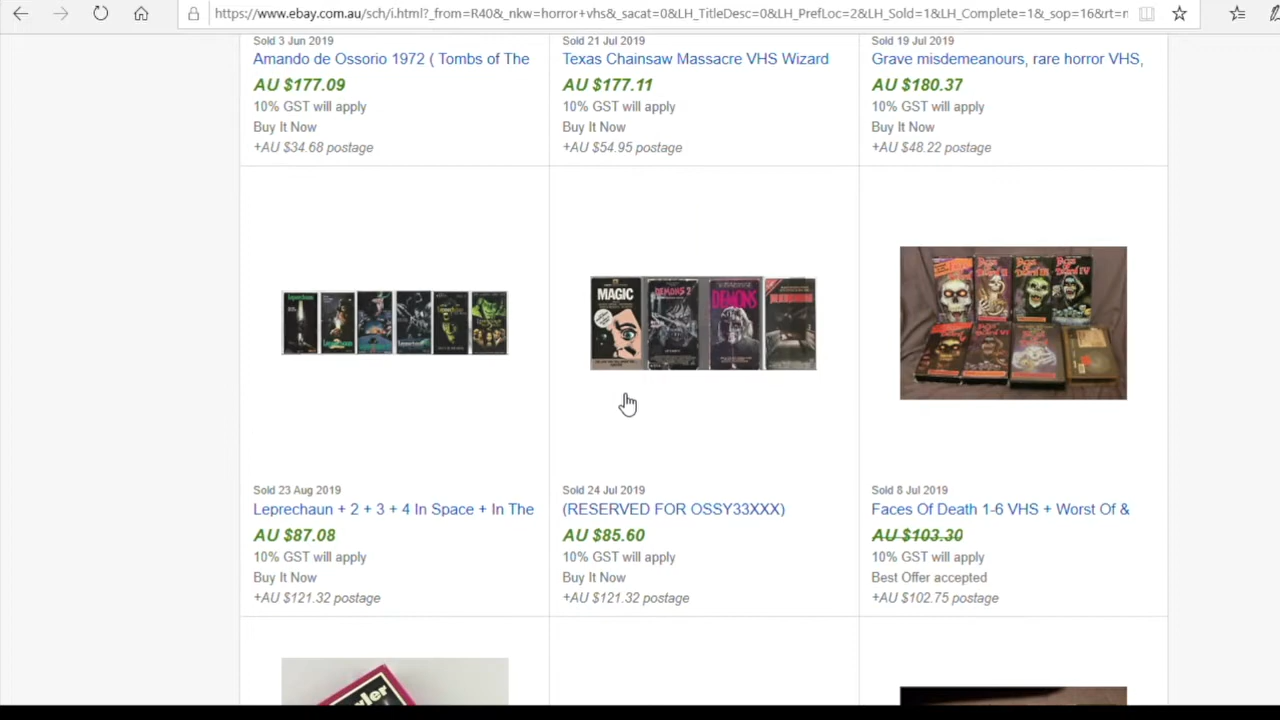 https://www.ebay.com.au/sch/i.html?_from=R40&_nkw=horror+vhs&_sacat=0&LH_TitleDesc=0&LH_PrefLoc=2&LH_Sold=1&LH_Complete=1&_sop=16&rt=n
Sold 3 Jun 2019
Amando de Ossorio 1972 ( Tombs of The
AU $177.09
10% GST will apply
Buy It Now
+AU $34.68 postage
Sold 21 Jul 2019
Texas Chainsaw Massacre VHS Wizard
AU $177.11
10% GST will apply
Buy It Now
+AU $54.95 postage
Sold 19 Jul 2019
Grave misdemeanours, rare horror VHS,
AU $180.37
10% GST will apply
Buy It Now
+AU $48.22 postage
MAGIC
DEMONS 2
DEMONS
Sold 23 Aug 2019
Leprechaun + 2 + 3 + 4 In Space + In The
AU $87.08
10% GST will apply
Buy It Now
+AU $121.32 postage
Sold 24 Jul 2019
(RESERVED FOR OSSY33XXX)
AU $85.60
10% GST will apply
Buy It Now
+AU $121.32 postage
Sold 8 Jul 2019
Faces Of Death 1-6 VHS + Worst Of &
AU $103.30
10% GST will apply
Best Offer accepted
+AU $102.75 postage